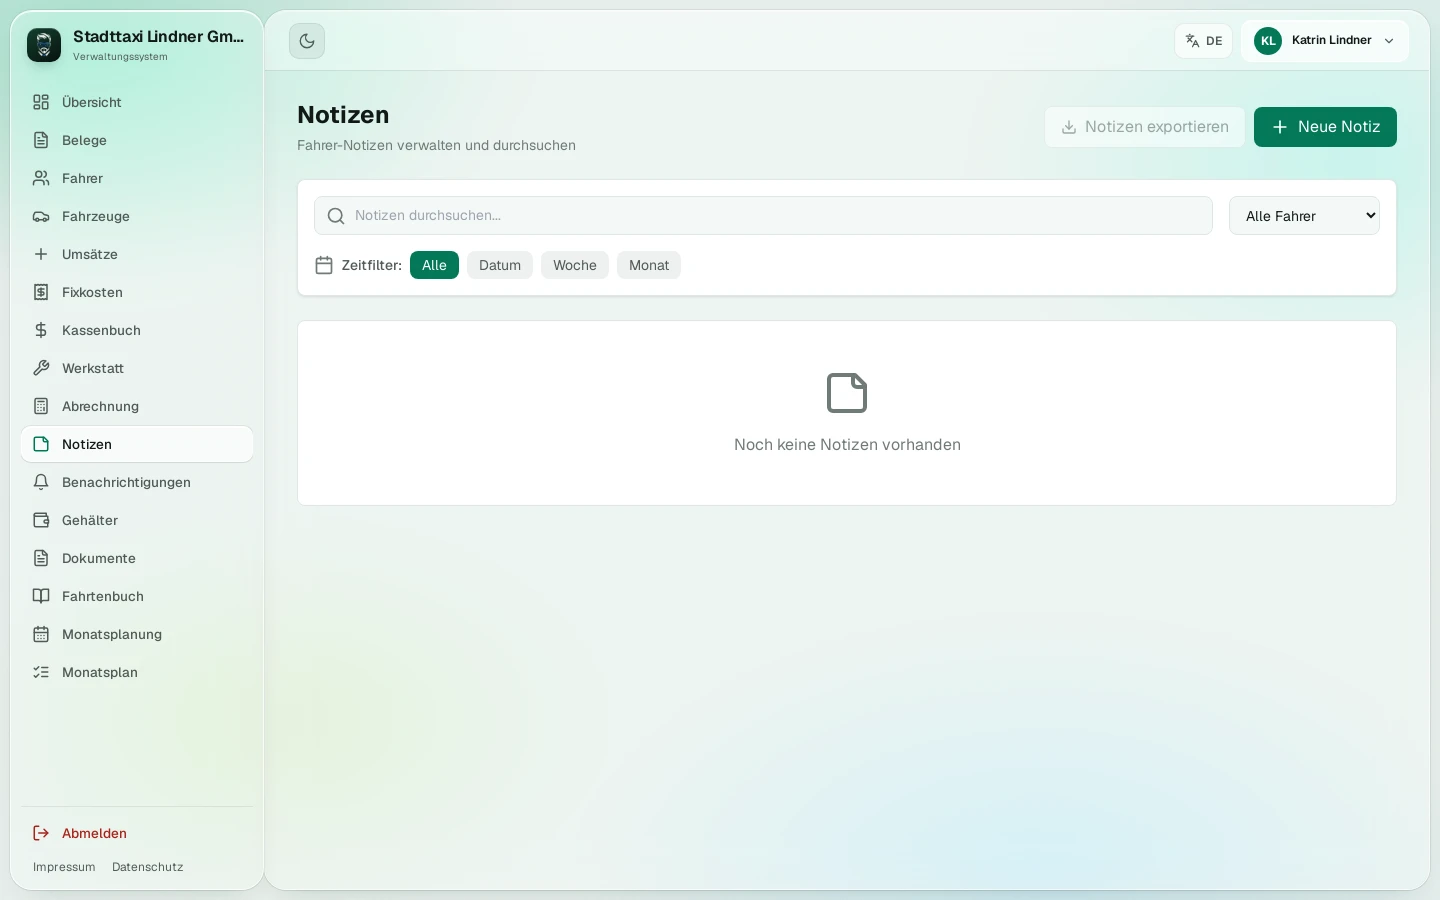 Stadttaxi Lindner Gm...
Verwaltungssystem
Übersicht
Belege
Fahrer
Fahrzeuge
Umsätze
Fixkosten
Kassenbuch
Werkstatt
Abrechnung
Notizen
Benachrichtigungen
Gehälter
Dokumente
Fahrtenbuch
Monatsplanung
Monatsplan
Abmelden
Impressum Datenschutz
DE
KL Katrin Lindner
Notizen
Fahrer-Notizen verwalten und durchsuchen
Notizen exportieren
Neue Notiz
Notizen durchsuchen...
Alle Fahrer
Zeitfilter: Alle Datum Woche Monat
Noch keine Notizen vorhanden